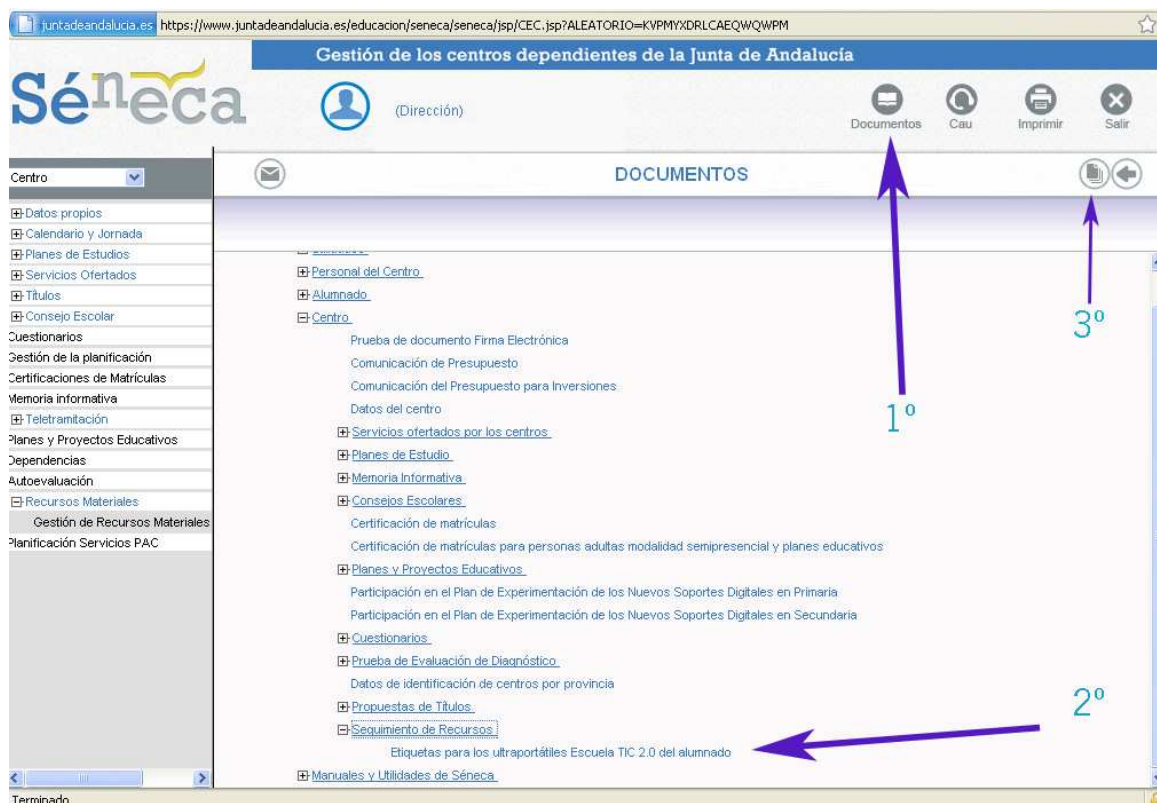 juntadeandalucia.es https://www.juntadeandalucia.es/educacion/seneca/seneca/jsp/CEC.jsp?ALEATORIO=KVPMYXDRLCAEQWQWPM
Gestión de los centros dependientes de la Junta de Andalucía
Séneca
(Dirección)
Documentos
Cau
Imprimir
Salir
Centro
DOCUMENTOS
Datos propios
Calendario y Jornada
Planes de Estudios
Servicios Ofertados
Títulos
Consejo Escolar
Cuestionarios
Gestión de la planificación
Certificaciones de Matrículas
Memoria informativa
Teletramitación
Planes y Proyectos Educativos
Dependencias
Autoevaluación
Recursos Materiales
Gestión de Recursos Materiales
Planificación Servicios PAC
Personal del Centro
Alumnado
Centro
Prueba de documento Firma Electrónica
Comunicación de Presupuesto
Comunicación del Presupuesto para Inversiones
Datos del centro
Servicios ofertados por los centros
Planes de Estudio
Memoria Informativa
Consejos Escolares
Certificación de matrículas
Certificación de matrículas para personas adultas modalidad semipresencial y planes educativos
Planes y Proyectos Educativos
Participación en el Plan de Experimentación de los Nuevos Soportes Digitales en Primaria
Participación en el Plan de Experimentación de los Nuevos Soportes Digitales en Secundaria
Cuestionarios
Prueba de Evaluación de Diagnóstico
Datos de identificación de centros por provincia
Propuestas de Títulos
Seguimiento de Recursos
Etiquetas para los ultraportátiles Escuela TIC 2.0 del alumnado
Manuales y Utilidades de Séneca
1º
3º
2º
Terminado